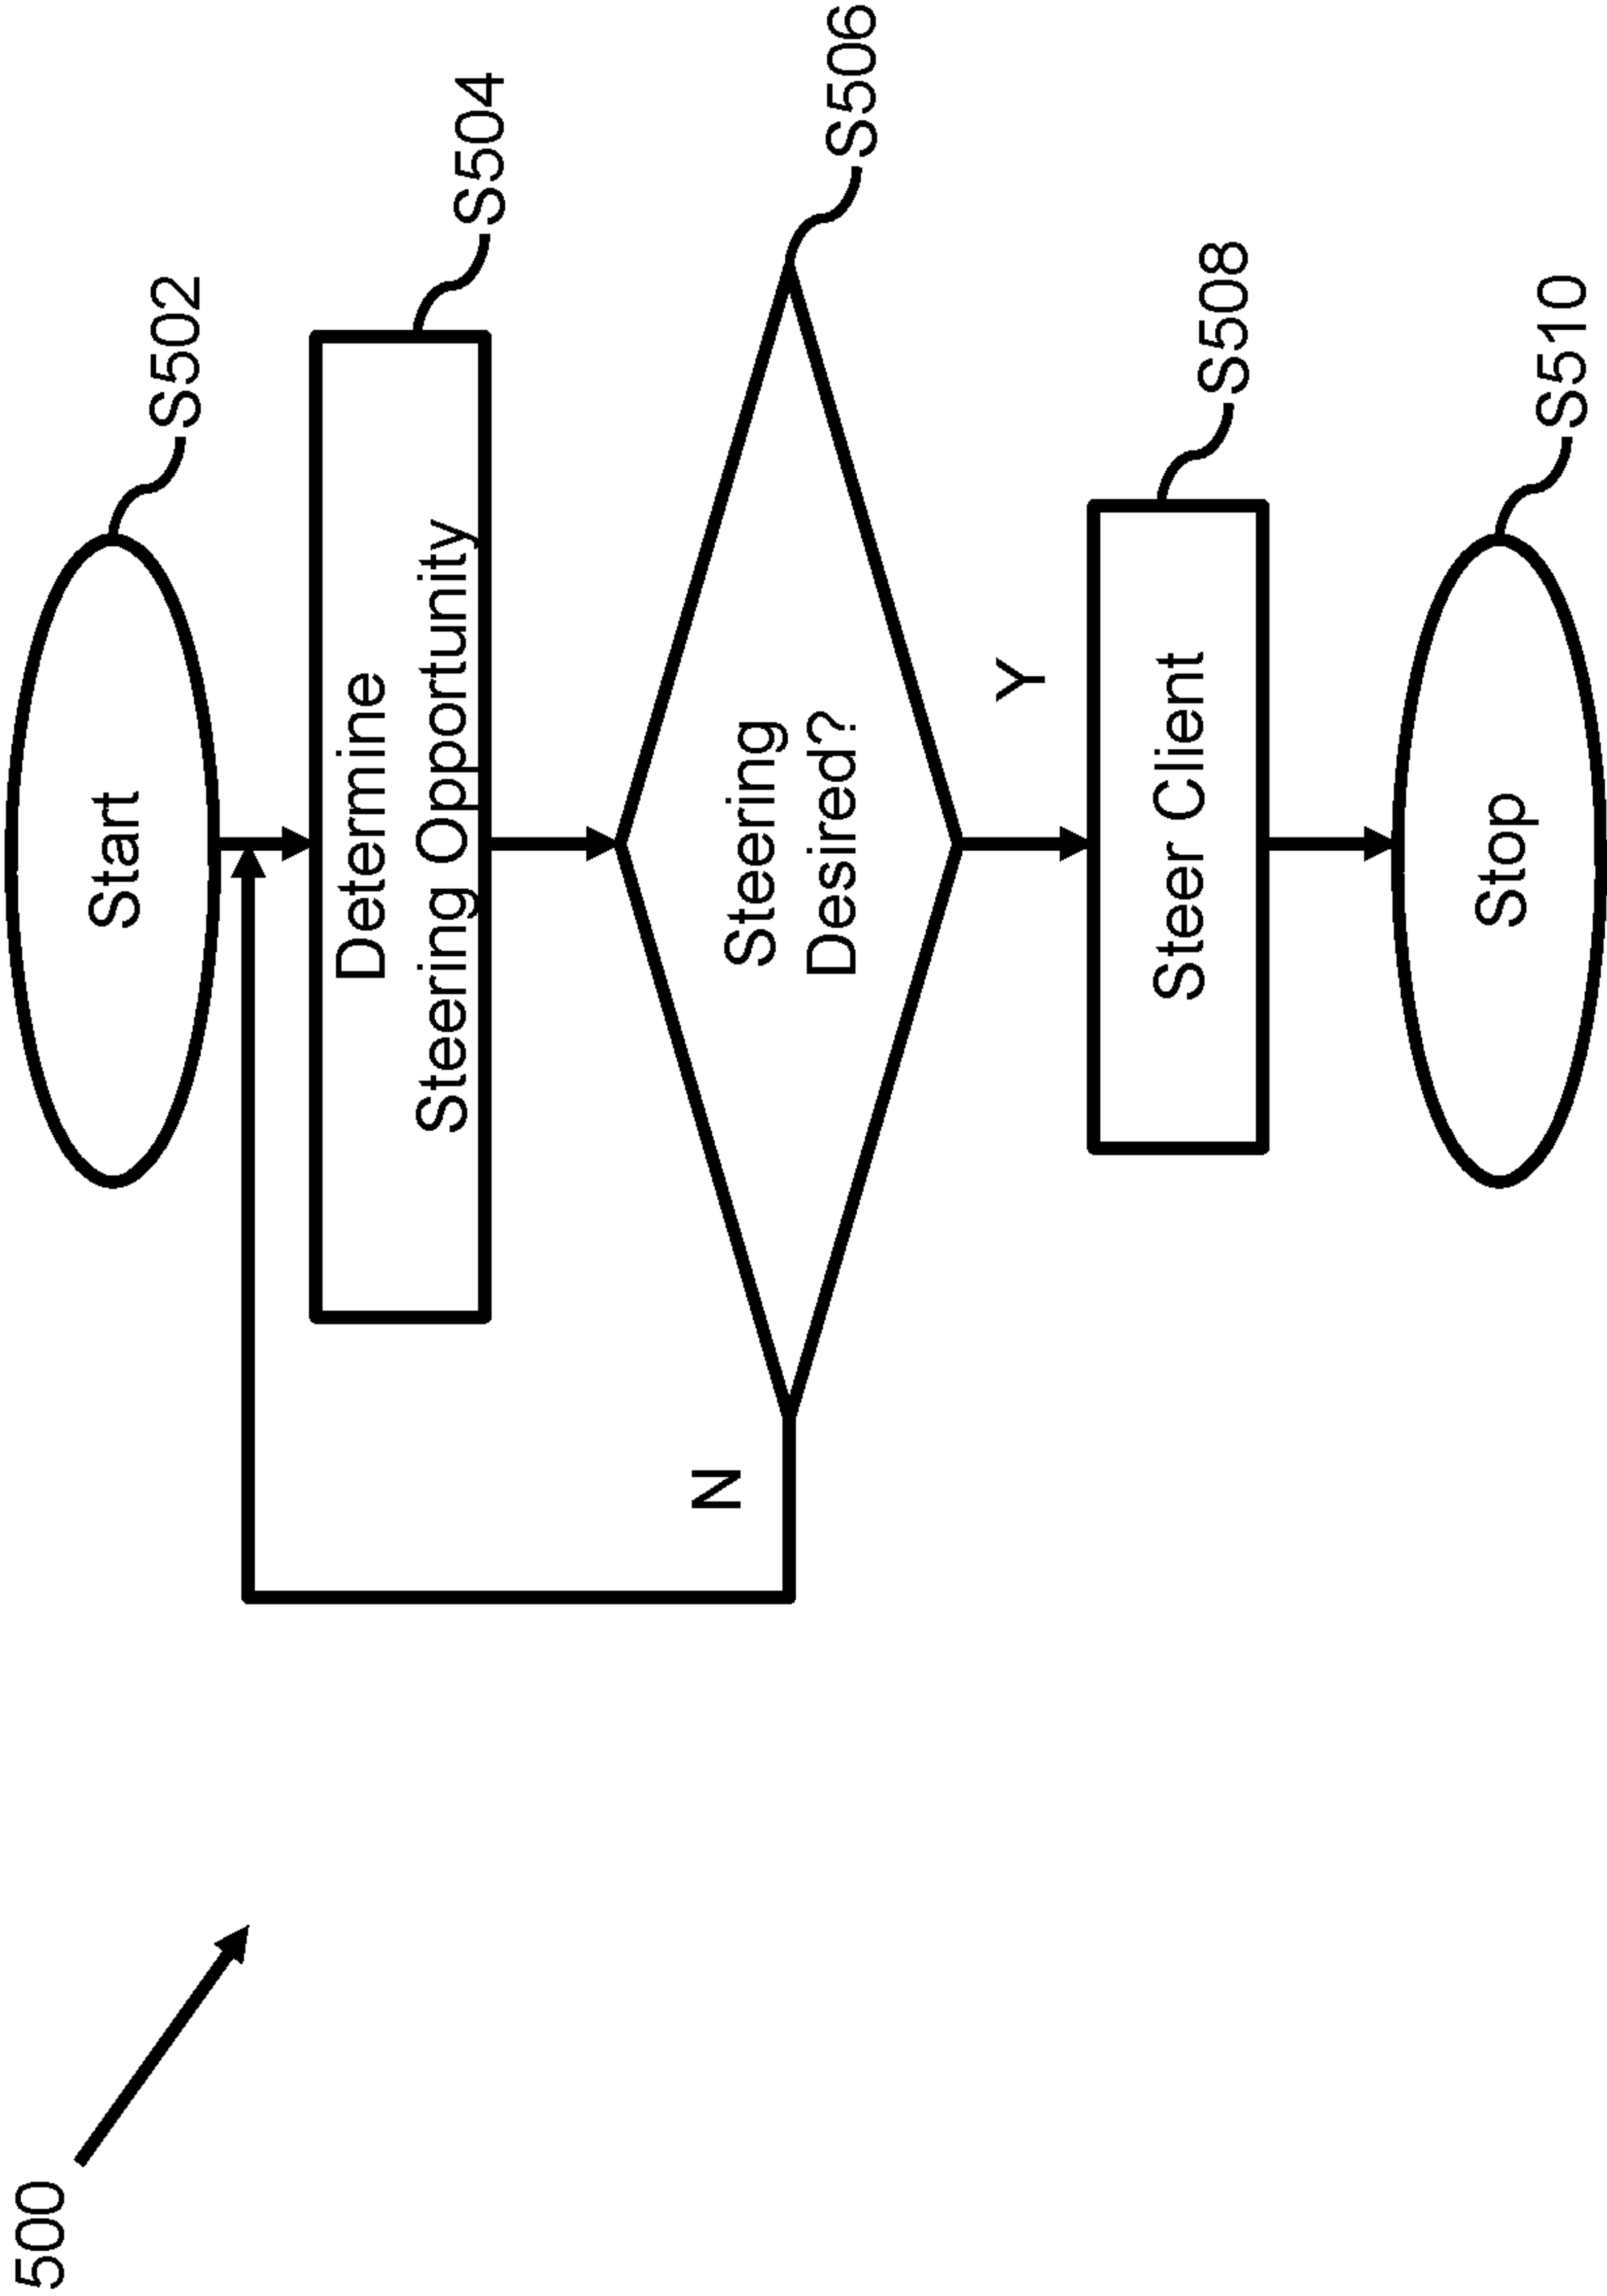 500
Start
S502
Determine
Steering Opportunity
S504
Steering
Desired?
S506
N
Y
Steer Client
S508
Stop
S510